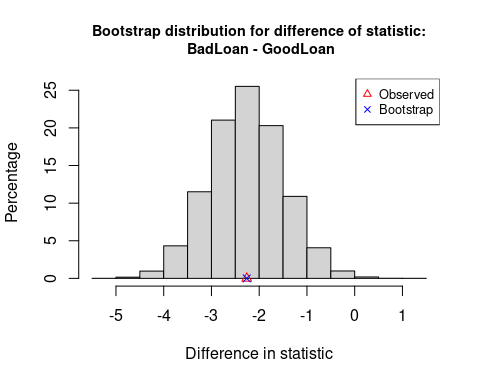 Bootstrap distribution for difference of statistic:
BadLoan - GoodLoan
Observed
Bootstrap
Percentage
25
20
15
10
5
0
-5 -4 -3 -2 -1 0 1
Difference in statistic